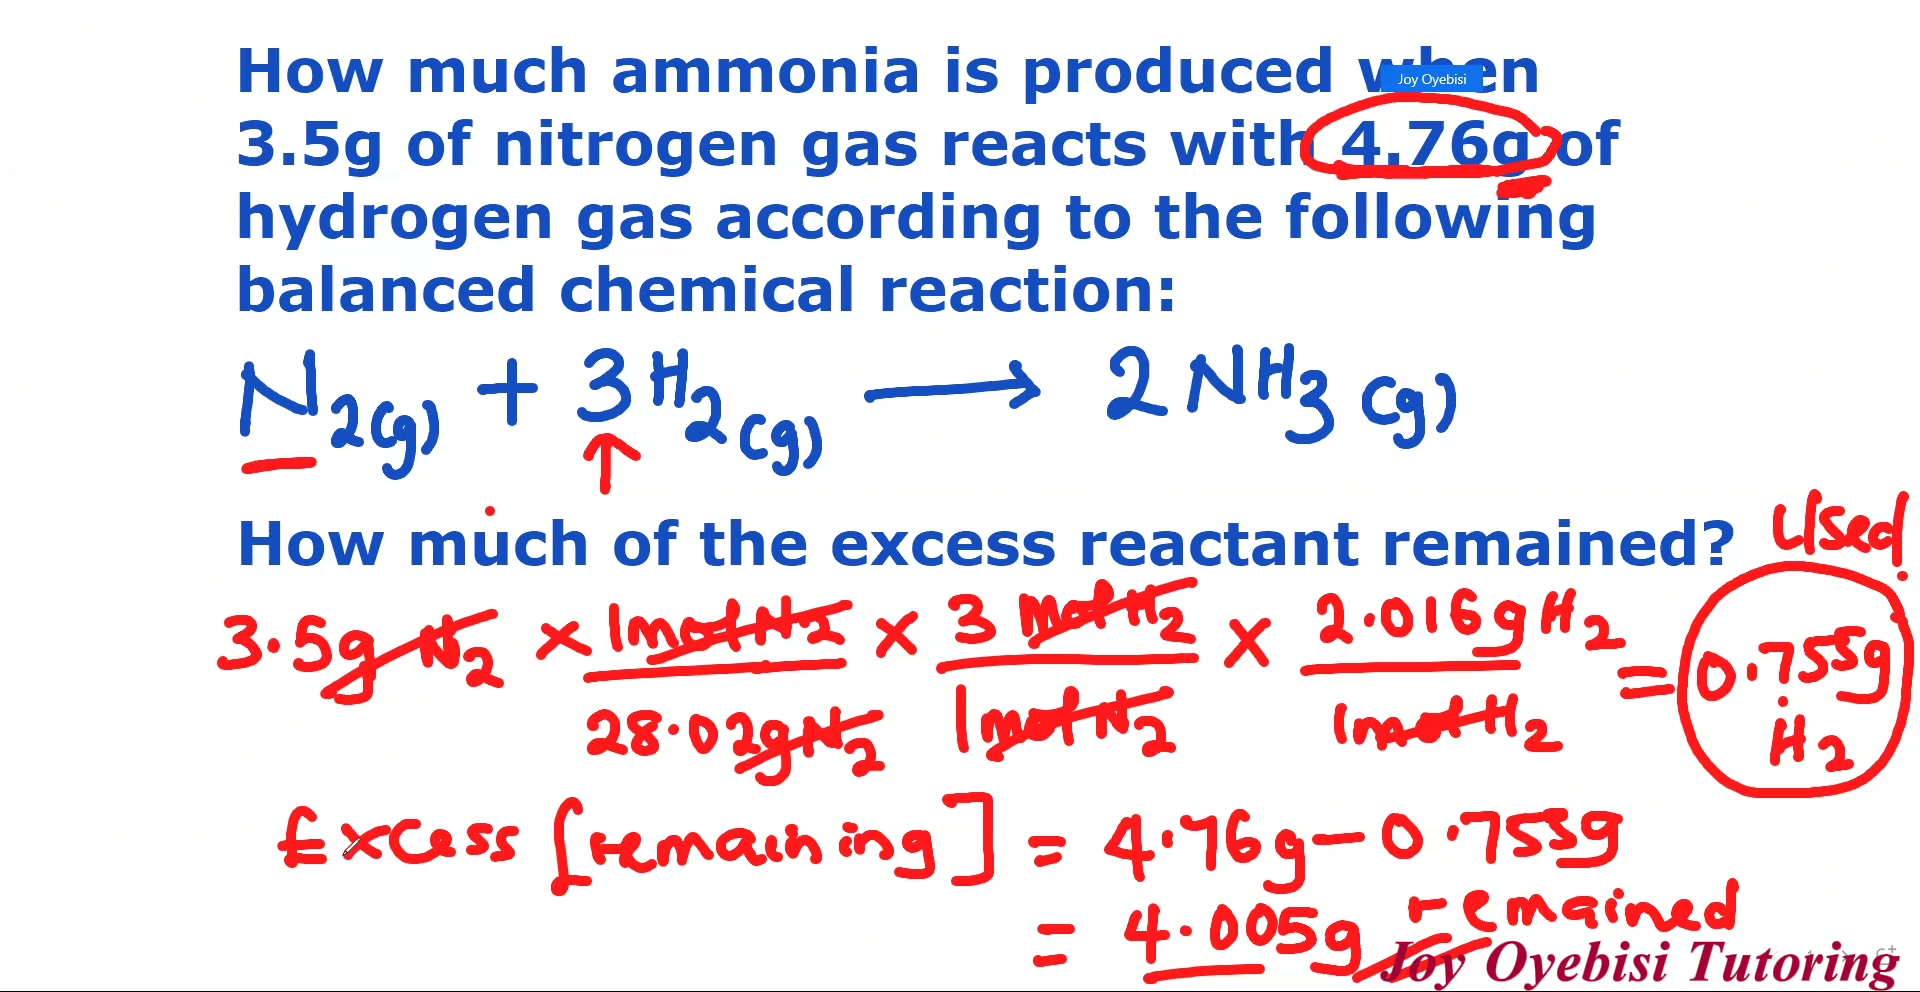 How much ammonia is produced when
Joy Oyebisi
3.5g of nitrogen gas reacts with 4.76g of
hydrogen gas according to the following
balanced chemical reaction:
N2(g) + 3H2(g) → 2NH3(g)
How much of the excess reactant remained? Used
3.5g N2 × 1mol N2 / 28.02g N2 × 3 mol H2 / 1mol N2 × 2.016g H2 / 1mol H2 = 0.755g H2
Excess [remaining] = 4.76g - 0.755g
= 4.005g remained
Joy Oyebisi Tutoring